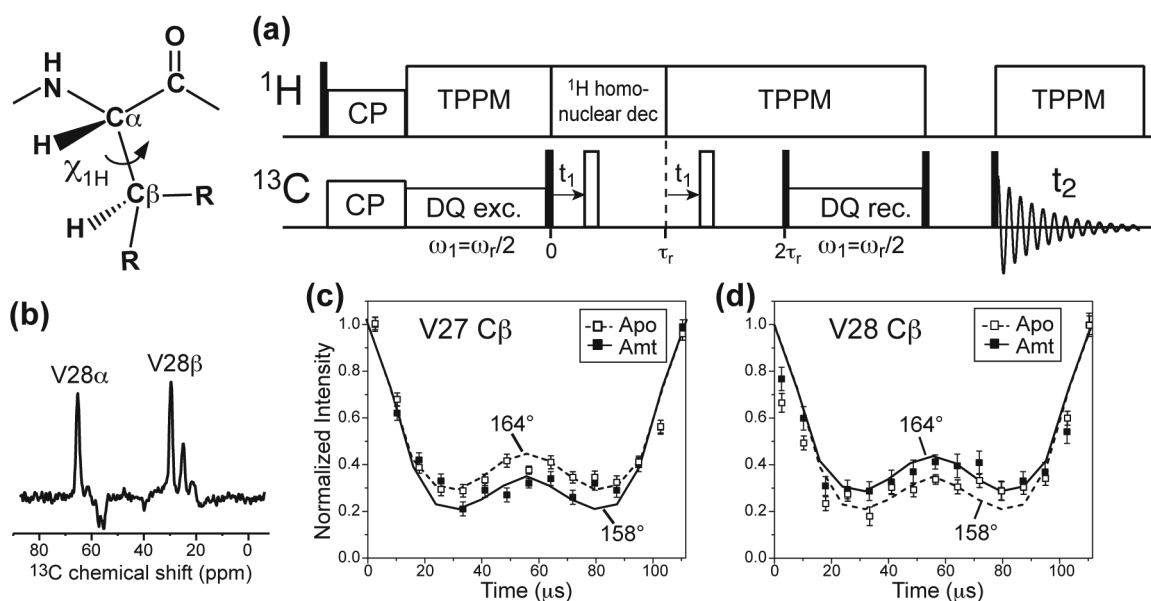 H
N
O
C
Cα
H
χ1H
Cβ
R
H
R
(a)
1H
CP
TPPM
1H homo-
nuclear dec
TPPM
TPPM
13C
CP
DQ exc.
t1
t1
DQ rec.
t2
ω1=ωr/2
0
τr
2τr
ω1=ωr/2
(b)
V28α
V28β
80
60
40
20
0
13C chemical shift (ppm)
(c)
V27 Cβ
Apo
Amt
164°
158°
Normalized Intensity
1.0
0.8
0.6
0.4
0.2
0.0
0 20 40 60 80 100
Time (μs)
(d)
V28 Cβ
Apo
Amt
164°
158°
1.0
0.8
0.6
0.4
0.2
0.0
0 20 40 60 80 100
Time (μs)